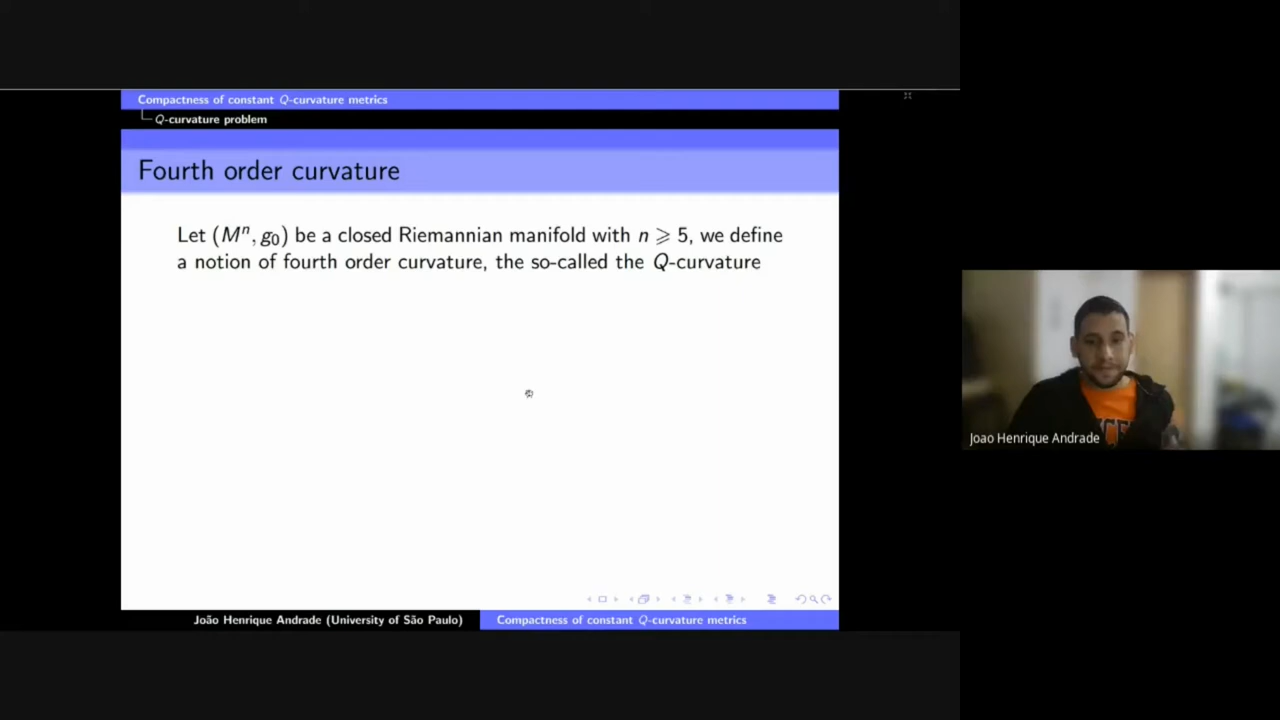 Compactness of constant Q-curvature metrics
Q-curvature problem
Fourth order curvature
Let (Mⁿ, g₀) be a closed Riemannian manifold with n ⩾ 5, we define
a notion of fourth order curvature, the so-called the Q-curvature
Joao Henrique Andrade
João Henrique Andrade (University of São Paulo)
Compactness of constant Q-curvature metrics